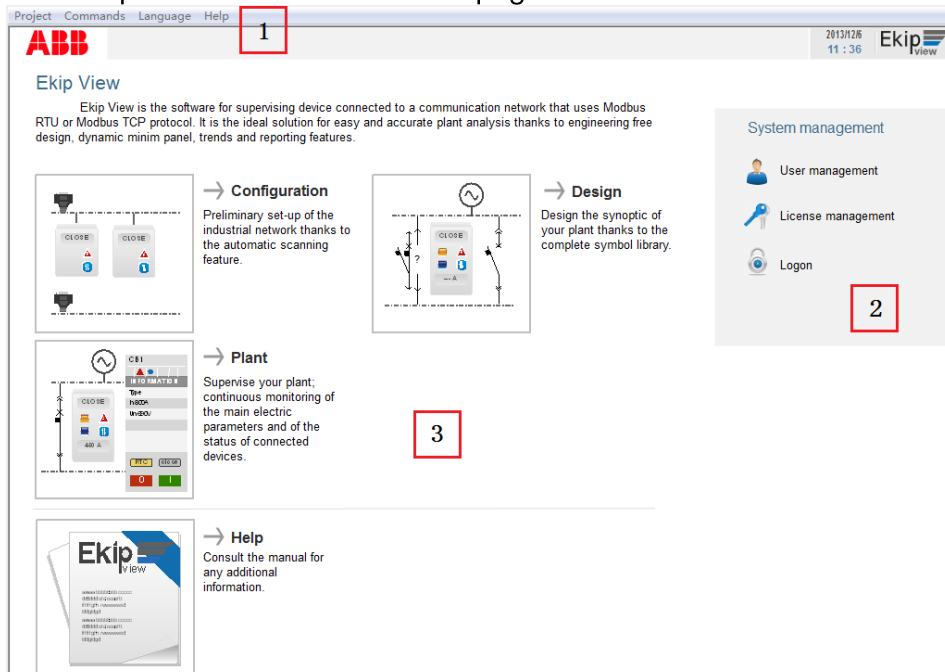 Project Commands Language Help
1
ABB
2013/12/6
11 : 36
Ekip
view
Ekip View
Ekip View is the software for supervising device connected to a communication network that uses Modbus
RTU or Modbus TCP protocol. It is the ideal solution for easy and accurate plant analysis thanks to engineering free
design, dynamic minim panel, trends and reporting features.
System management
User management
License management
Logon
2
Configuration
Preliminary set-up of the
industrial network thanks to
the automatic scanning
feature.
CLOSE
CLOSE
Design
Design the synoptic of
your plant thanks to the
complete symbol library.
CLOSE
?
--- A
Plant
Supervise your plant;
continuous monitoring of
the main electric
parameters and of the
status of connected
devices.
CB1
INFORMATION
Type
CLOSE
440 A
O
I
3
Help
Consult the manual for
any additional
information.
Ekip
view